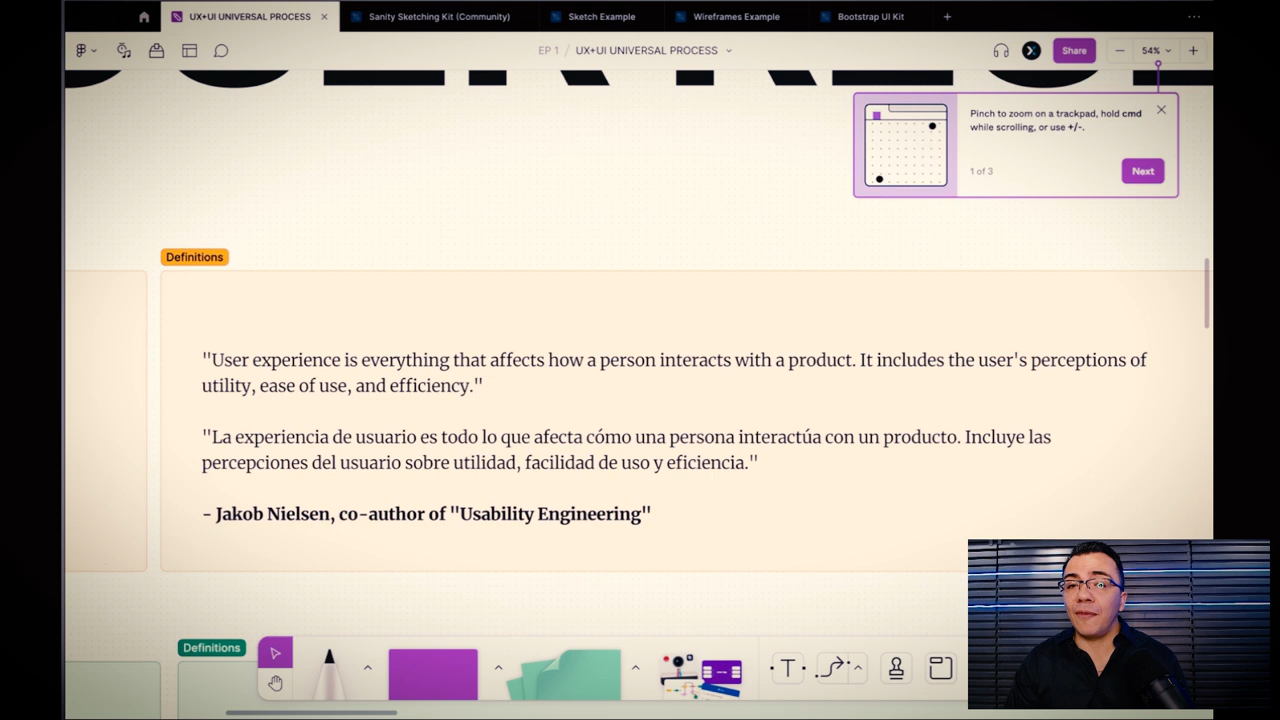 UX+UI UNIVERSAL PROCESS
Sanity Sketching Kit (Community)
Sketch Example
Wireframes Example
Bootstrap UI Kit
EP 1 / UX+UI UNIVERSAL PROCESS
Share
54%
Pinch to zoom on a trackpad, hold cmd
while scrolling, or use +/-.
1 of 3
Next
Definitions
"User experience is everything that affects how a person interacts with a product. It includes the user's perceptions of
utility, ease of use, and efficiency."
"La experiencia de usuario es todo lo que afecta cómo una persona interactúa con un producto. Incluye las
percepciones del usuario sobre utilidad, facilidad de uso y eficiencia."
- Jakob Nielsen, co-author of "Usability Engineering"
Definitions